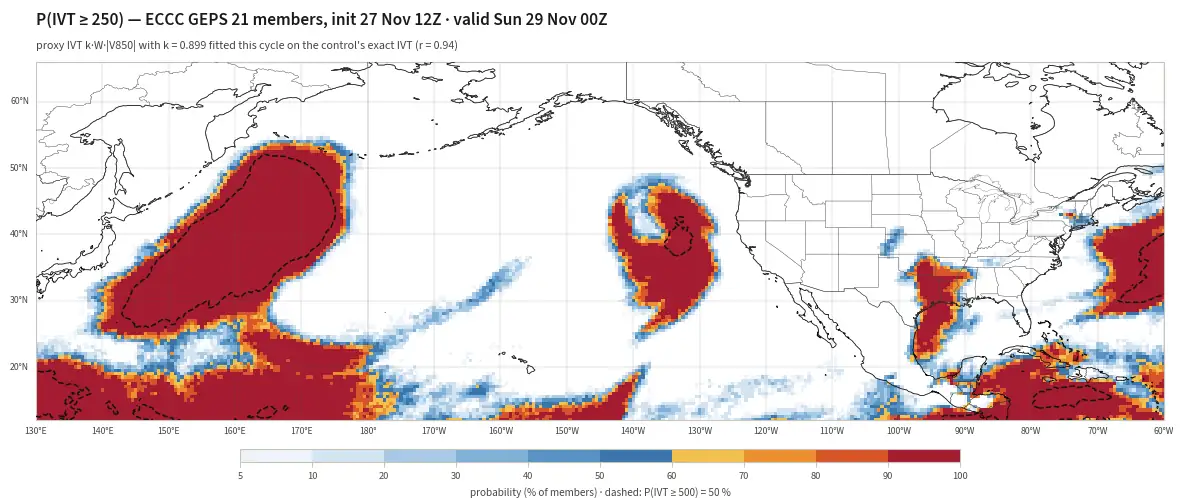 P(IVT ≥ 250) — ECCC GEPS 21 members, init 27 Nov 12Z · valid Sun 29 Nov 00Z
proxy IVT k·W·|V850| with k = 0.899 fitted this cycle on the control's exact IVT (r = 0.94)
60°N
50°N
40°N
30°N
20°N
130°E 140°E 150°E 160°E 170°E 180° 170°W 160°W 150°W 140°W 130°W 120°W 110°W 100°W 90°W 80°W 70°W 60°W
5 10 20 30 40 50 60 70 80 90 100
probability (% of members) · dashed: P(IVT ≥ 500) = 50 %